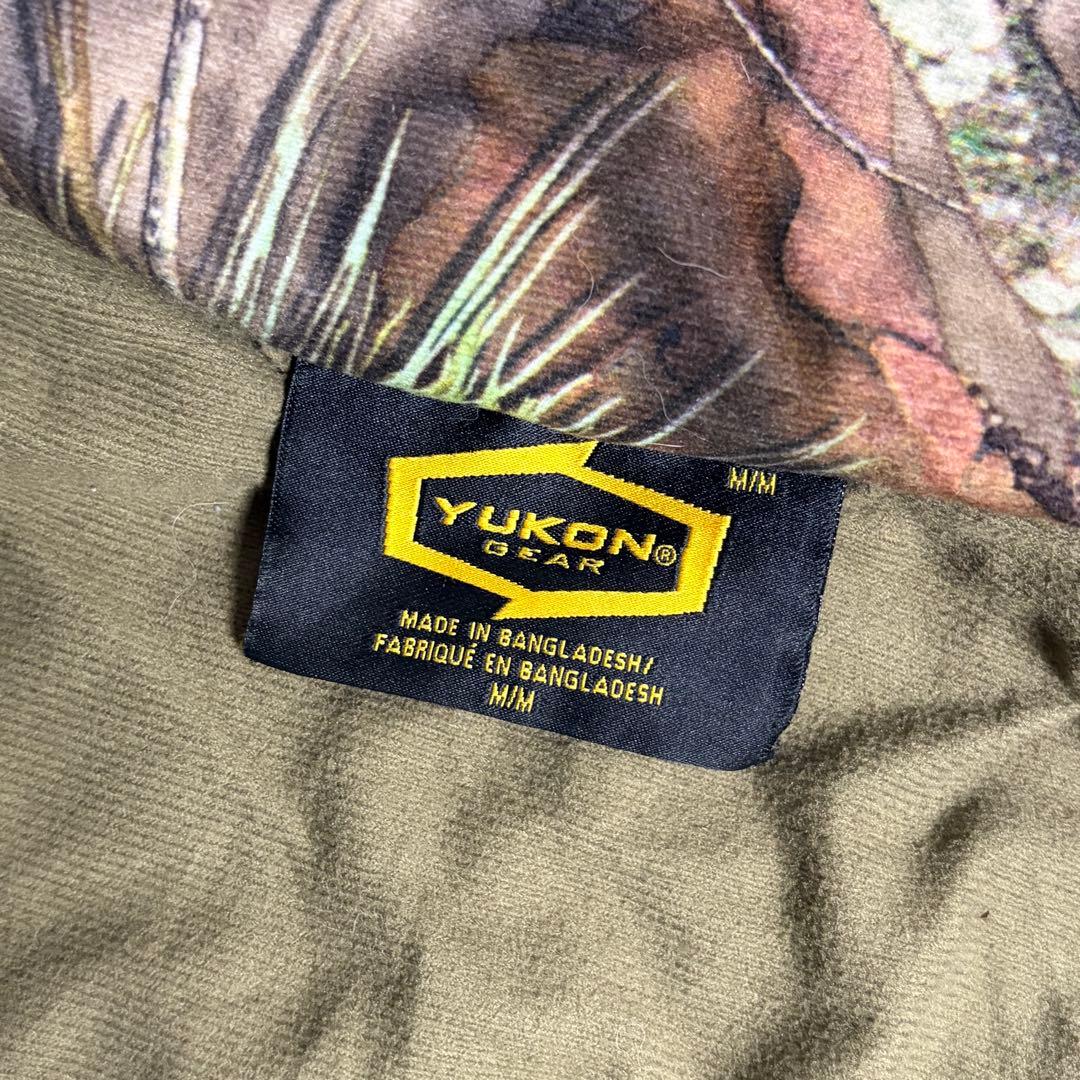 M/M
YUKON®
GEAR
MADE IN BANGLADESH/
FABRIQUÉ EN BANGLADESH
M/M